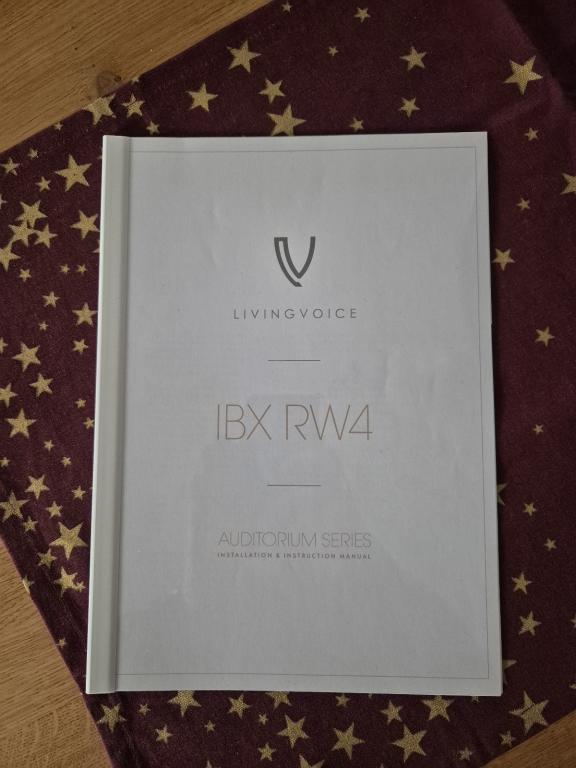 LIVINGVOICE
IBX RW4
AUDITORIUM SERIES
INSTALLATION & INSTRUCTION MANUAL